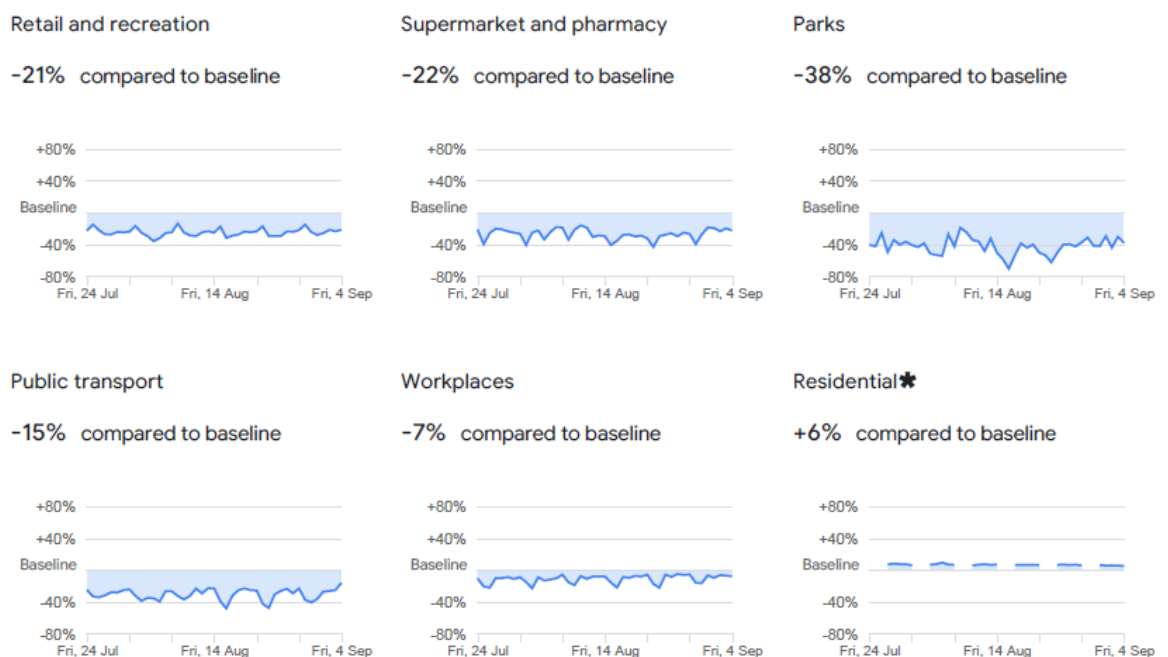 Retail and recreation
-21% compared to baseline
+80%
+40%
Baseline
-40%
-80%
Fri, 24 Jul Fri, 14 Aug Fri, 4 Sep
Supermarket and pharmacy
-22% compared to baseline
+80%
+40%
Baseline
-40%
-80%
Fri, 24 Jul Fri, 14 Aug Fri, 4 Sep
Parks
-38% compared to baseline
+80%
+40%
Baseline
-40%
-80%
Fri, 24 Jul Fri, 14 Aug Fri, 4 Sep
Public transport
-15% compared to baseline
+80%
+40%
Baseline
-40%
-80%
Fri, 24 Jul Fri, 14 Aug Fri, 4 Sep
Workplaces
-7% compared to baseline
+80%
+40%
Baseline
-40%
-80%
Fri, 24 Jul Fri, 14 Aug Fri, 4 Sep
Residential*
+6% compared to baseline
+80%
+40%
Baseline
-40%
-80%
Fri, 24 Jul Fri, 14 Aug Fri, 4 Sep